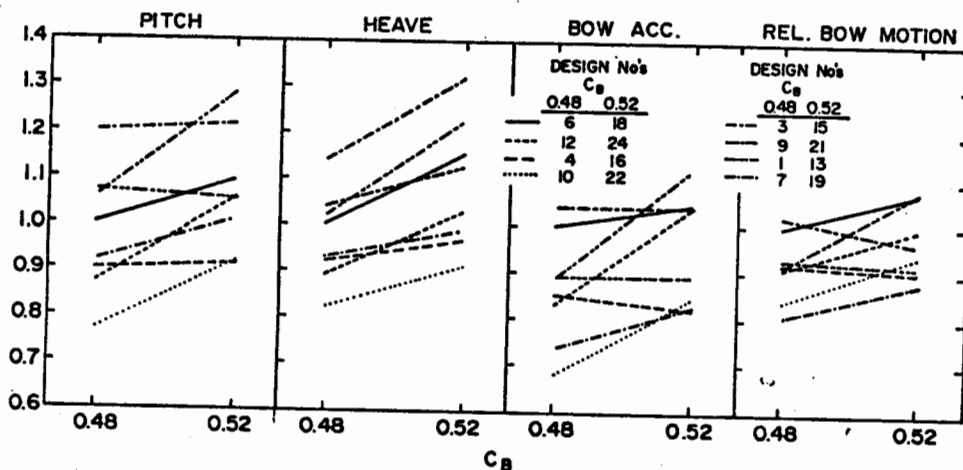 PITCH HEAVE BOW ACC. REL. BOW MOTION
1.4
1.3
1.2
1.1
1.0
0.9
0.8
0.7
0.6
DESIGN No's
C_B
0.48 0.52
6 18
12 24
4 16
10 22
DESIGN No's
C_B
0.48 0.52
3 15
9 21
1 13
7 19
0.48 0.52 0.48 0.52 0.48 0.52 0.48 0.52
C_B